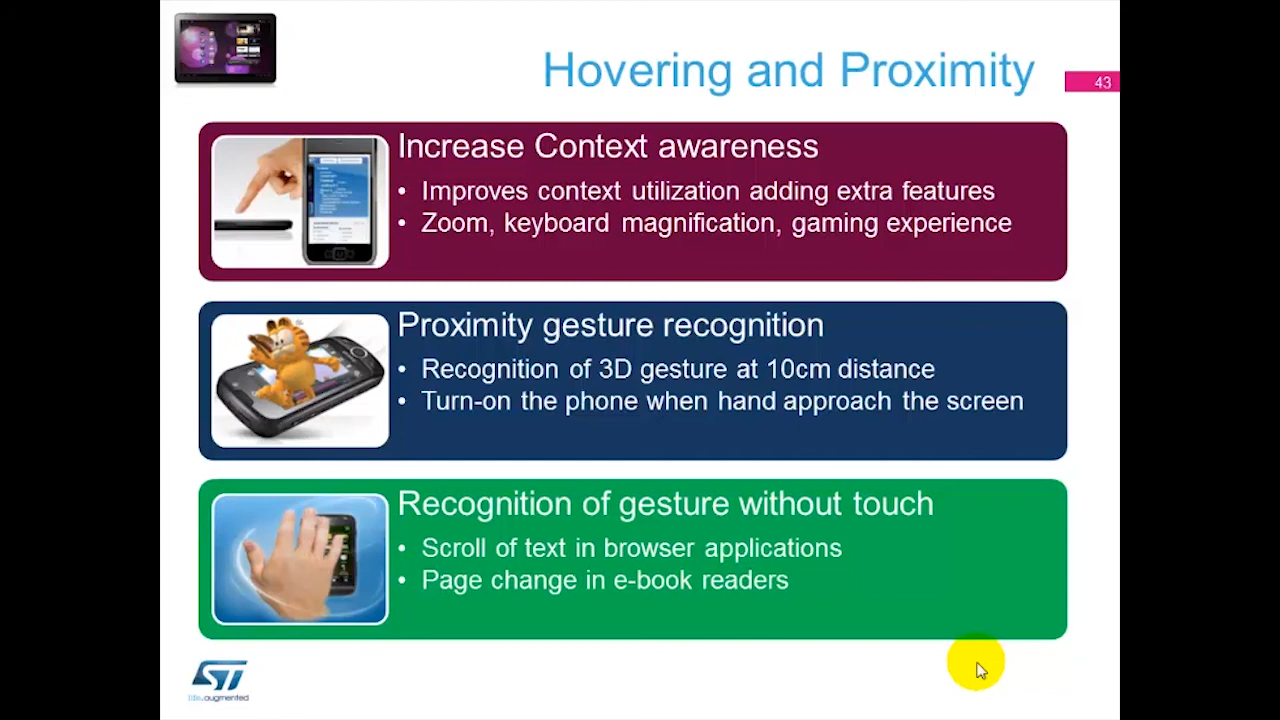 Hovering and Proximity
43
Increase Context awareness
• Improves context utilization adding extra features
• Zoom, keyboard magnification, gaming experience
Proximity gesture recognition
• Recognition of 3D gesture at 10cm distance
• Turn-on the phone when hand approach the screen
Recognition of gesture without touch
• Scroll of text in browser applications
• Page change in e-book readers
ST
life.augmented